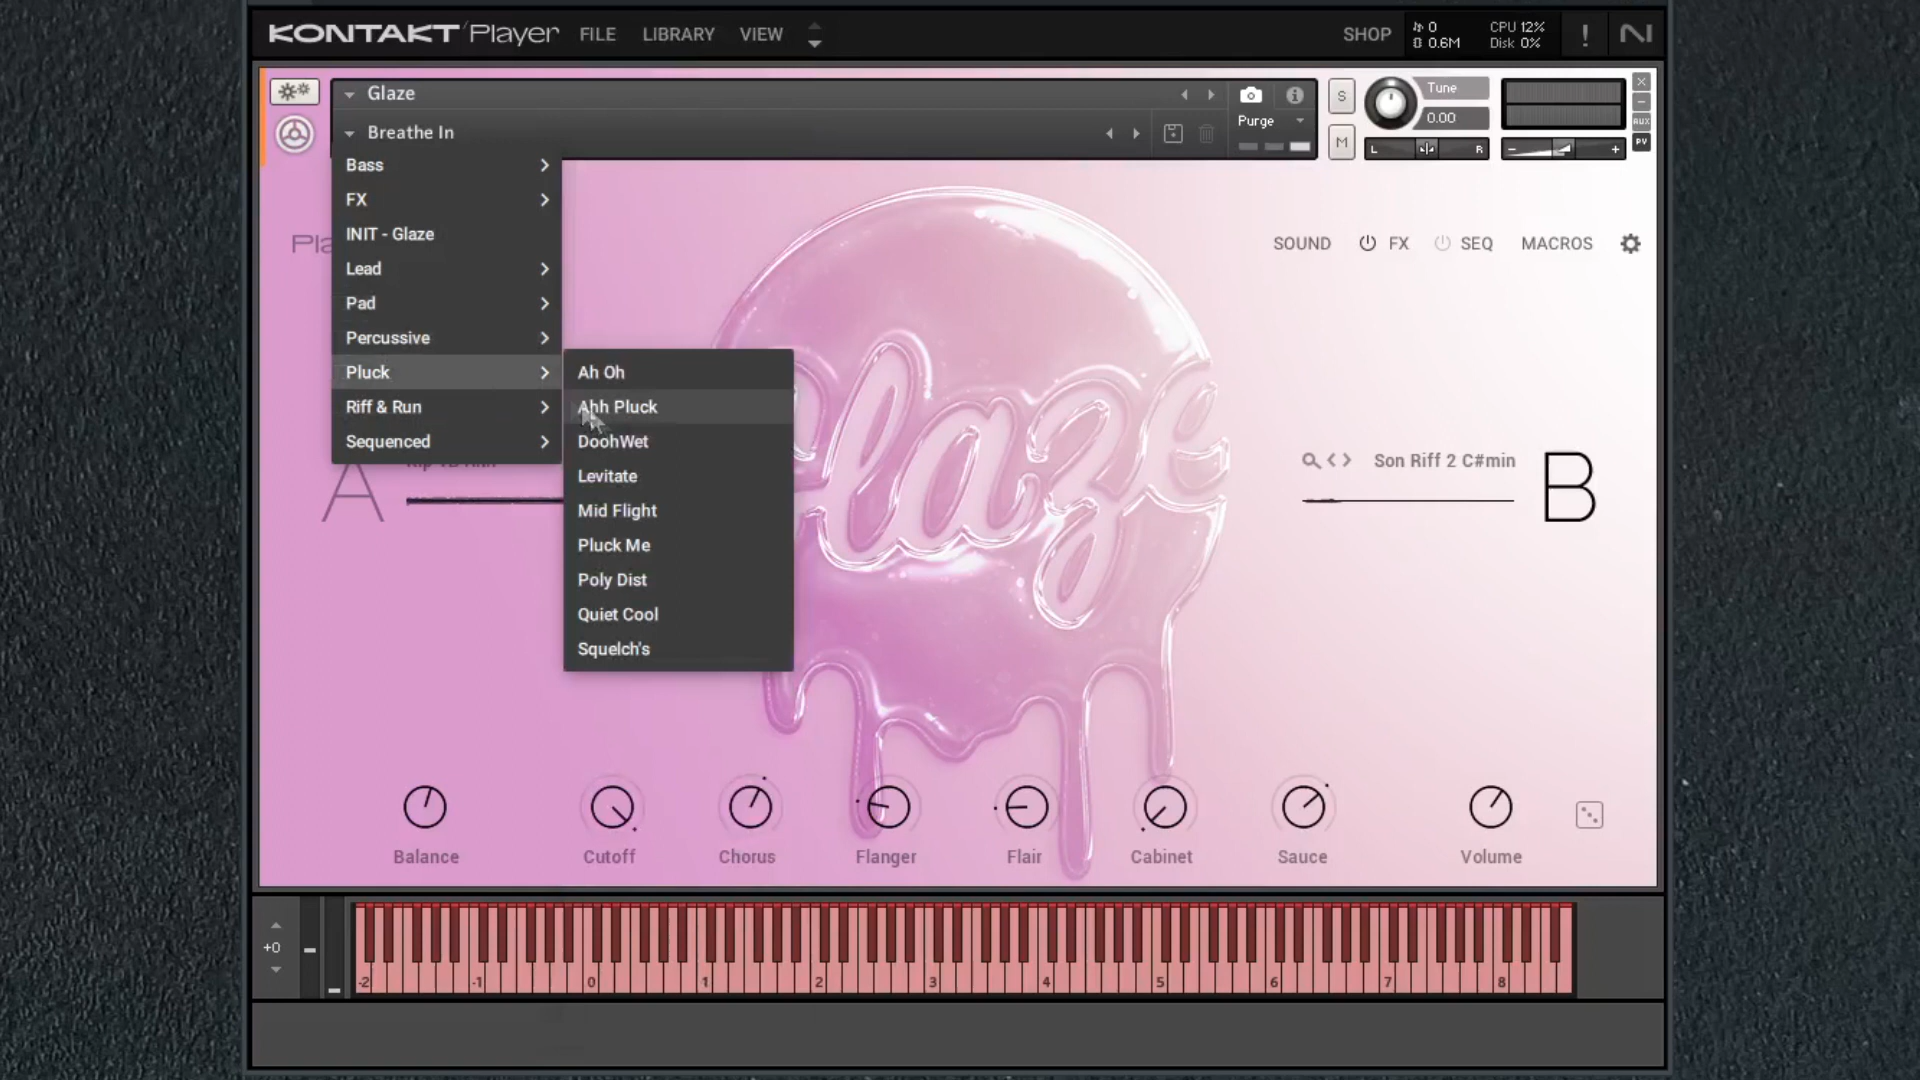 KONTAKT Player FILE LIBRARY VIEW SHOP 0 0.6M CPU 12% Disk 0% !
Glaze
Purge
S
Tune
0.00
Breathe In
M
L R
- +
AUX
PV
Bass
FX
INIT - Glaze
Lead
Pad
Percussive
Pluck
Riff & Run
Sequenced
Ah Oh
Ahh Pluck
DoohWet
Levitate
Mid Flight
Pluck Me
Poly Dist
Quiet Cool
Squelch's
SOUND FX SEQ MACROS
Glaze
A
Son Riff 2 C#min
B
Balance Cutoff Chorus Flanger Flair Cabinet Sauce Volume
+0
-2 -1 0 1 2 3 4 5 6 7 8